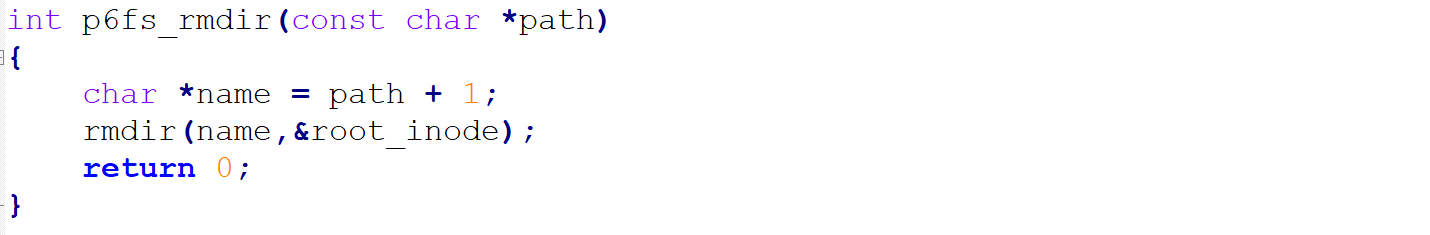 int p6fs_rmdir(const char *path)
{
    char *name = path + 1;
    rmdir(name,&root_inode);
    return 0;
}